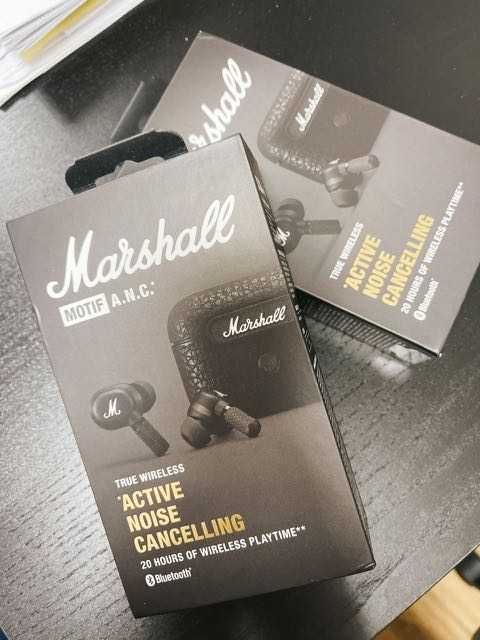 Marshall
MOTIF A.N.C.*
Marshall
M
TRUE WIRELESS
*ACTIVE
NOISE
CANCELLING
20 HOURS OF WIRELESS PLAYTIME**
Bluetooth®
Marshall
M
TRUE WIRELESS
*ACTIVE
NOISE
CANCELLING
20 HOURS OF WIRELESS PLAYTIME**
Bluetooth®